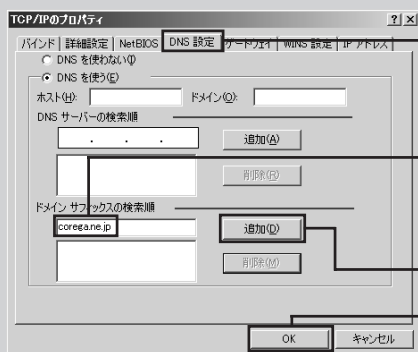 TCP/IPのプロパティ
バインド 詳細設定 NetBIOS DNS 設定 ゲートウェイ WINS 設定 IP アドレス
DNS を使わない(I)
DNS を使う(E)
ホスト(H): ドメイン(O):
DNS サーバーの検索順
. . . 追加(A)
削除(R)
ドメイン サフィックスの検索順
corega.ne.jp 追加(D)
削除(M)
OK キャンセル